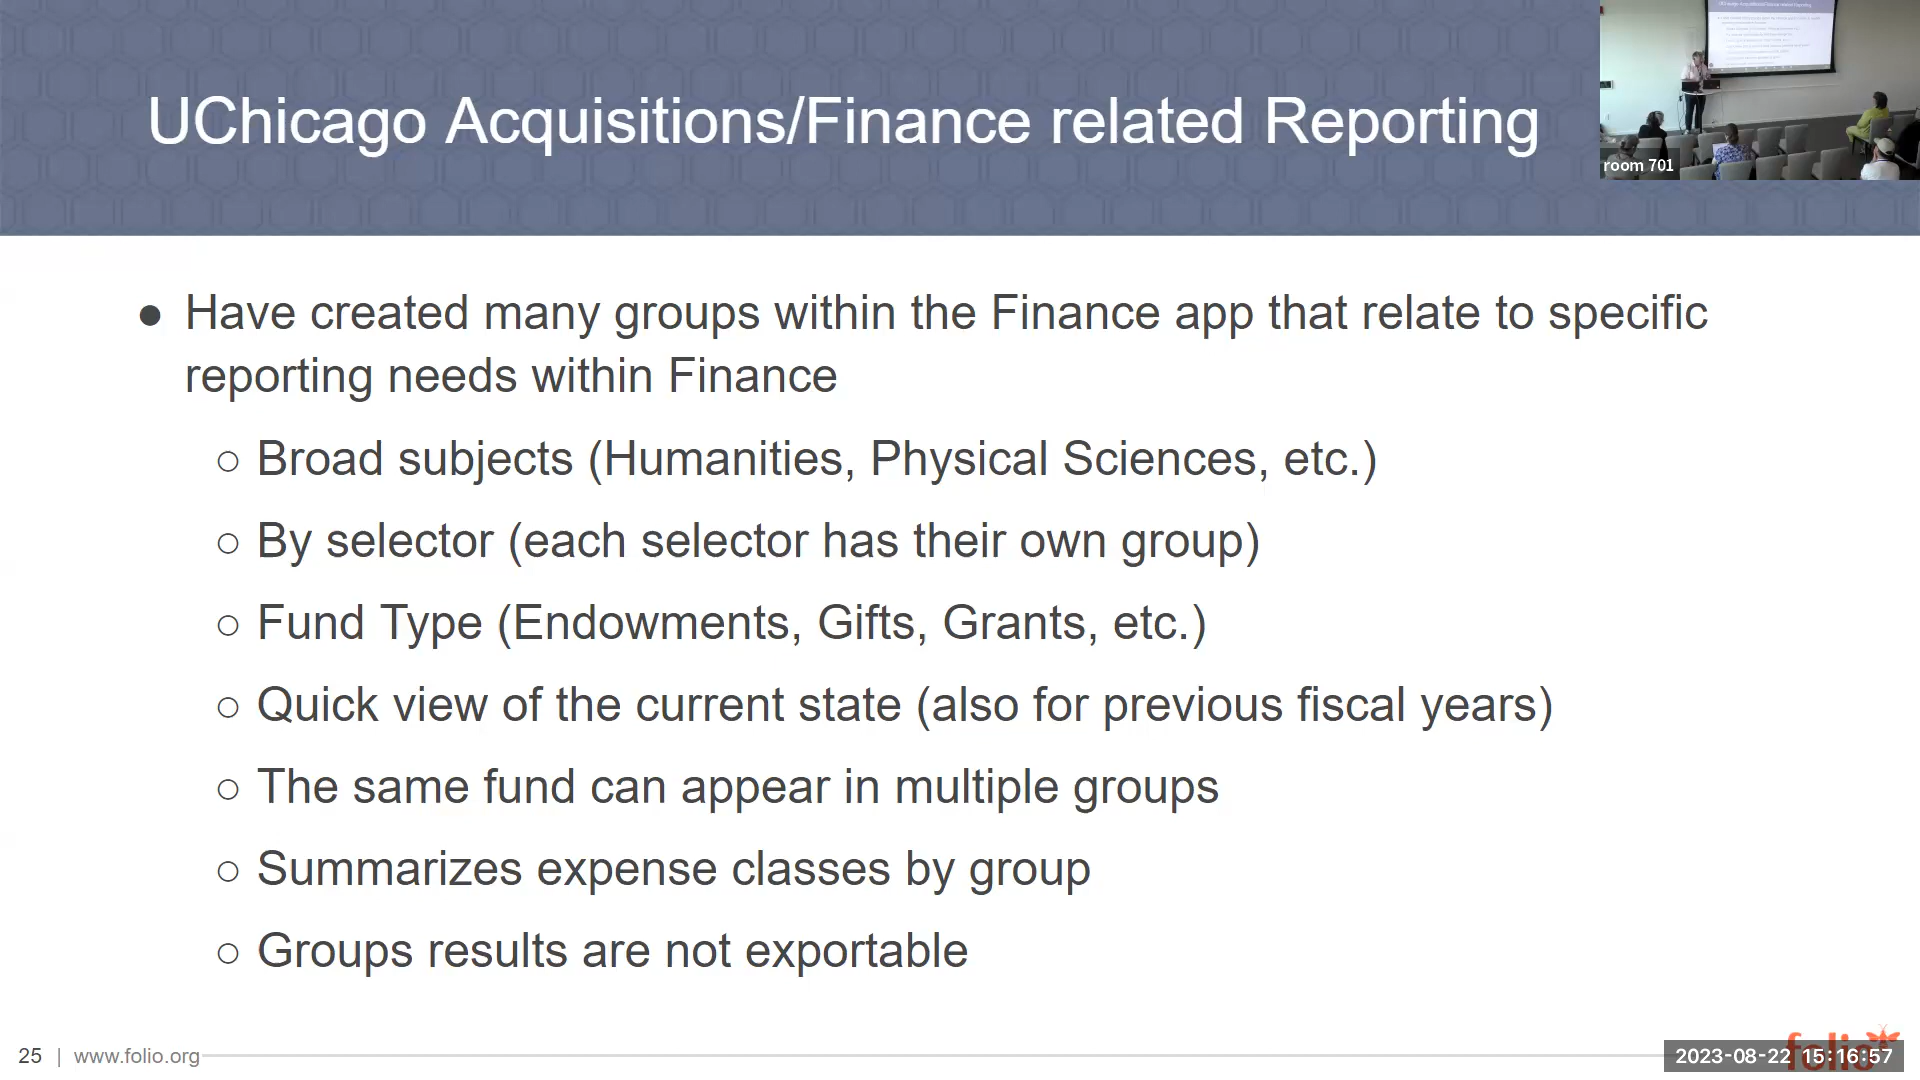 UChicago Acquisitions/Finance related Reporting
room 701
● Have created many groups within the Finance app that relate to specific
reporting needs within Finance
○ Broad subjects (Humanities, Physical Sciences, etc.)
○ By selector (each selector has their own group)
○ Fund Type (Endowments, Gifts, Grants, etc.)
○ Quick view of the current state (also for previous fiscal years)
○ The same fund can appear in multiple groups
○ Summarizes expense classes by group
○ Groups results are not exportable
25 | www.folio.org
folio
2023-08-22 15:16:57